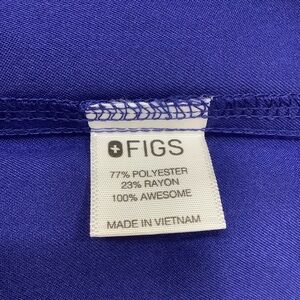 FIGS
77% POLYESTER
23% RAYON
100% AWESOME
MADE IN VIETNAM